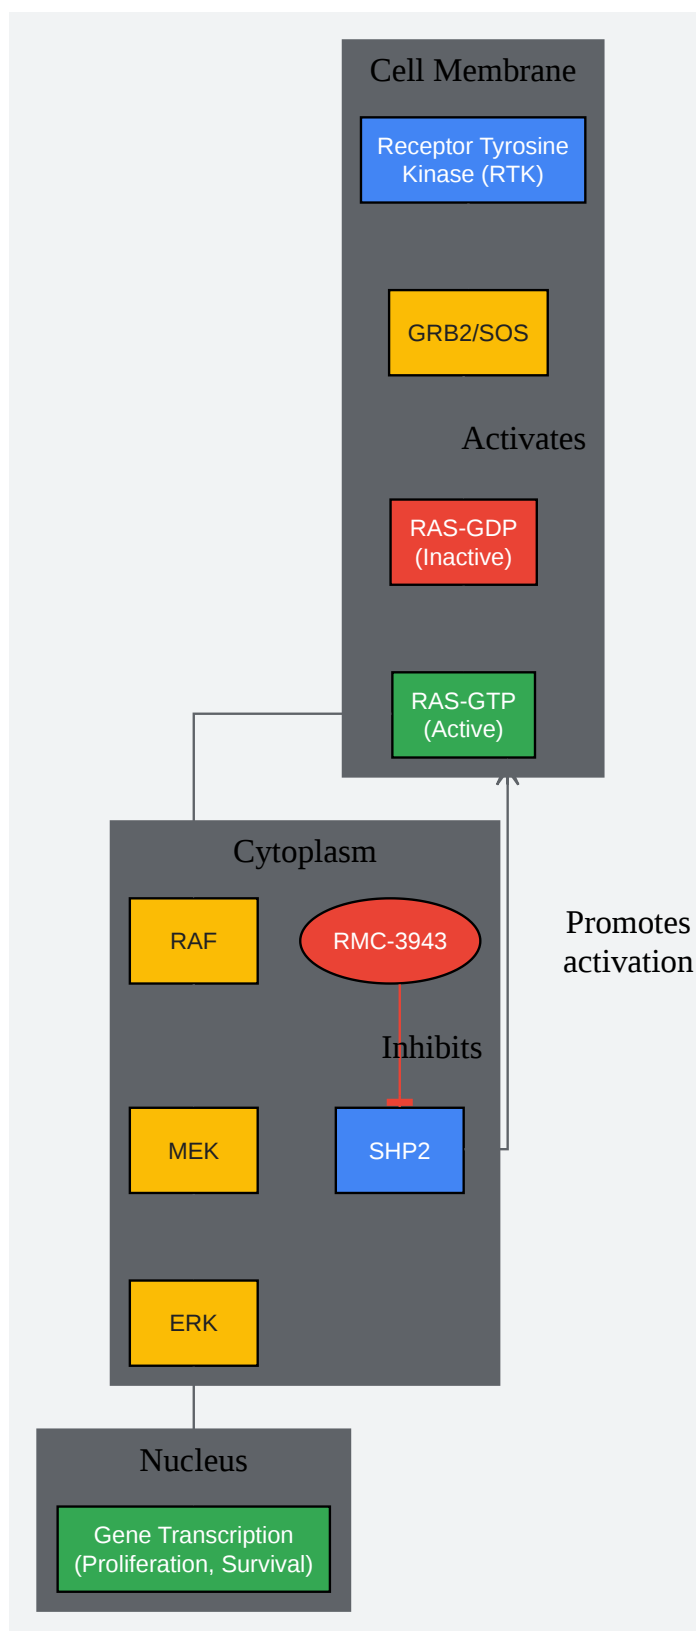 Cell Membrane
Receptor Tyrosine
Kinase (RTK)
GRB2/SOS
Activates
RAS-GDP
(Inactive)
RAS-GTP
(Active)
Cytoplasm
RAF
RMC-3943
Promotes
activation
Inhibits
MEK
SHP2
ERK
Nucleus
Gene Transcription
(Proliferation, Survival)